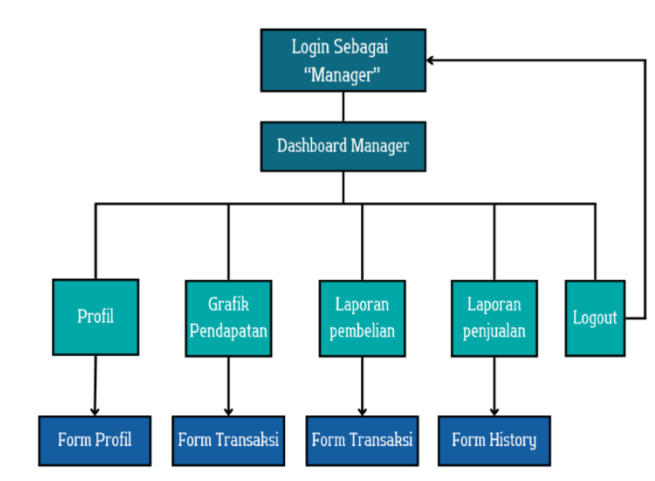 Login Sebagai
“Manager”
Dashboard Manager
Profil
Grafik
Pendapatan
Laporan
pembelian
Laporan
penjualan
Logout
Form Profil
Form Transaksi
Form Transaksi
Form History